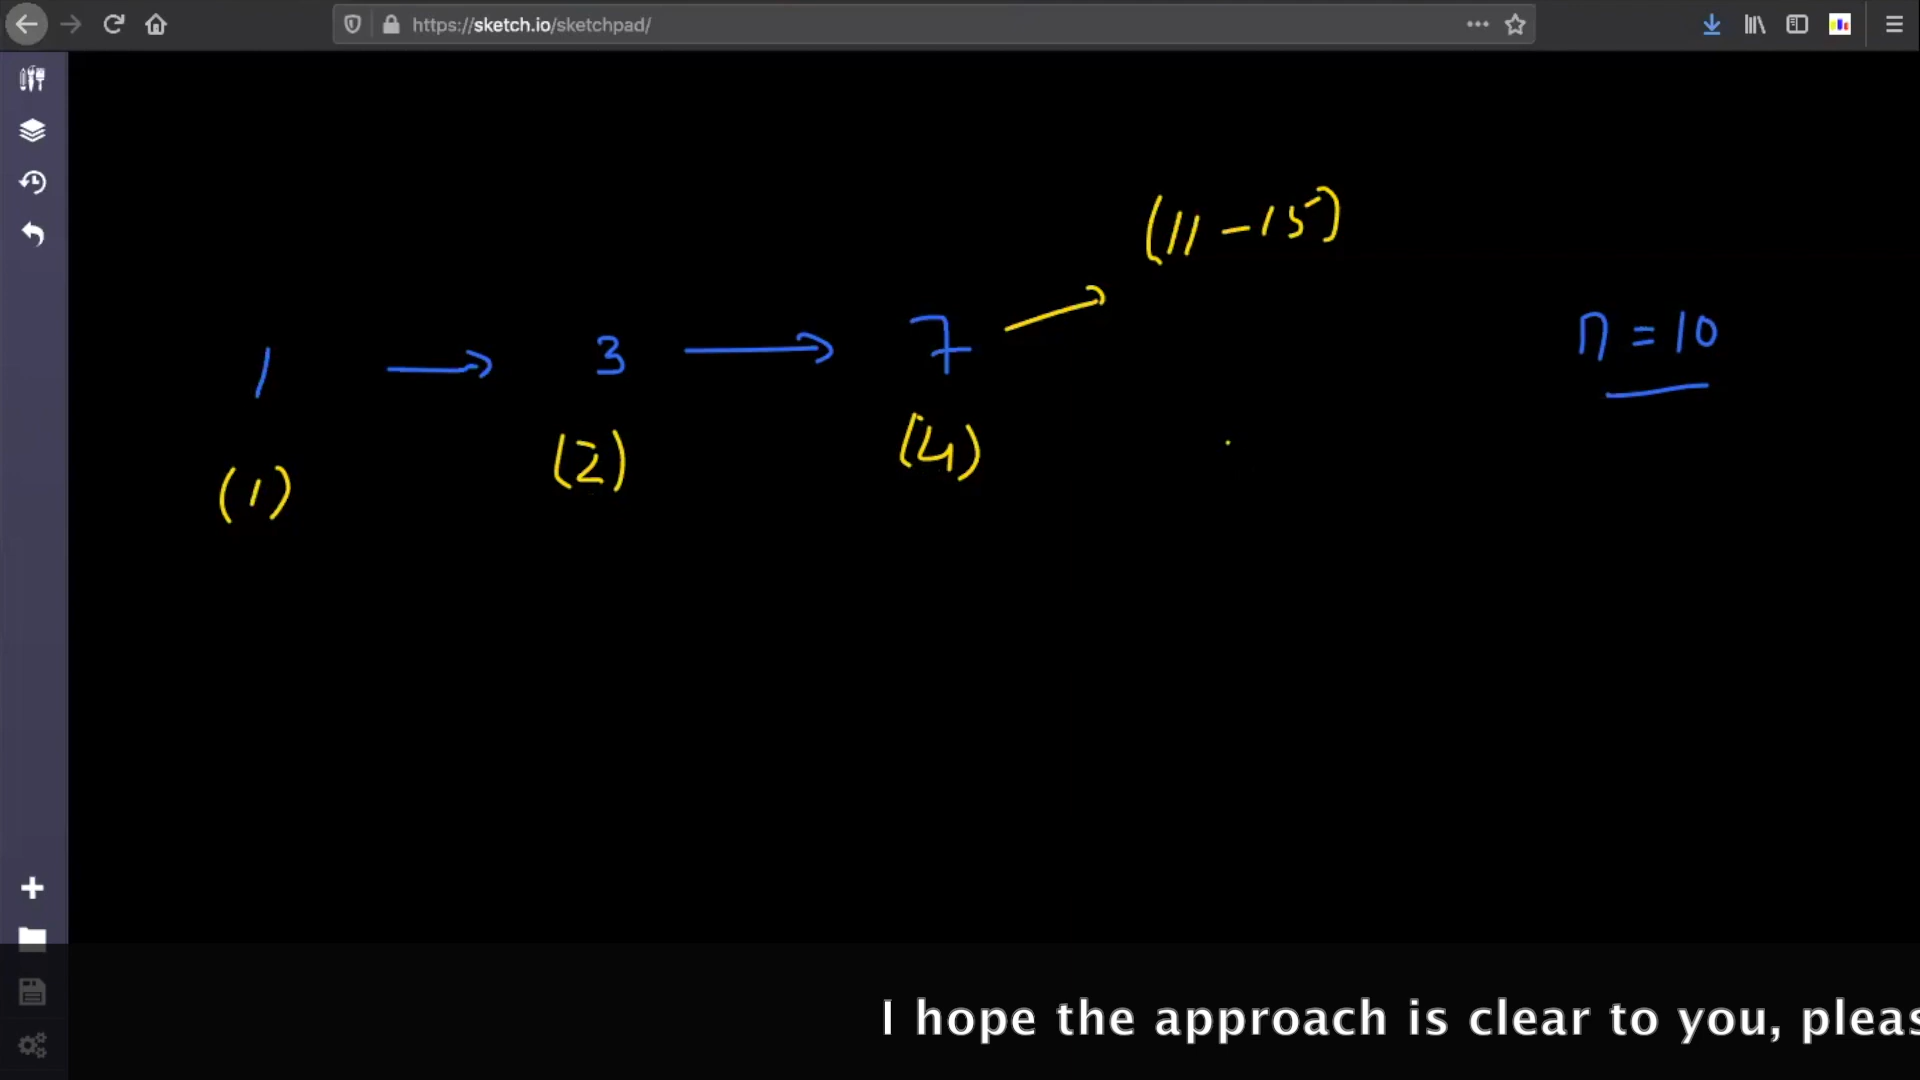 https://sketch.io/sketchpad/
(11-15)
1 → 3 → 7
n = 10
(1) (2) (4)
I hope the approach is clear to you, pleas